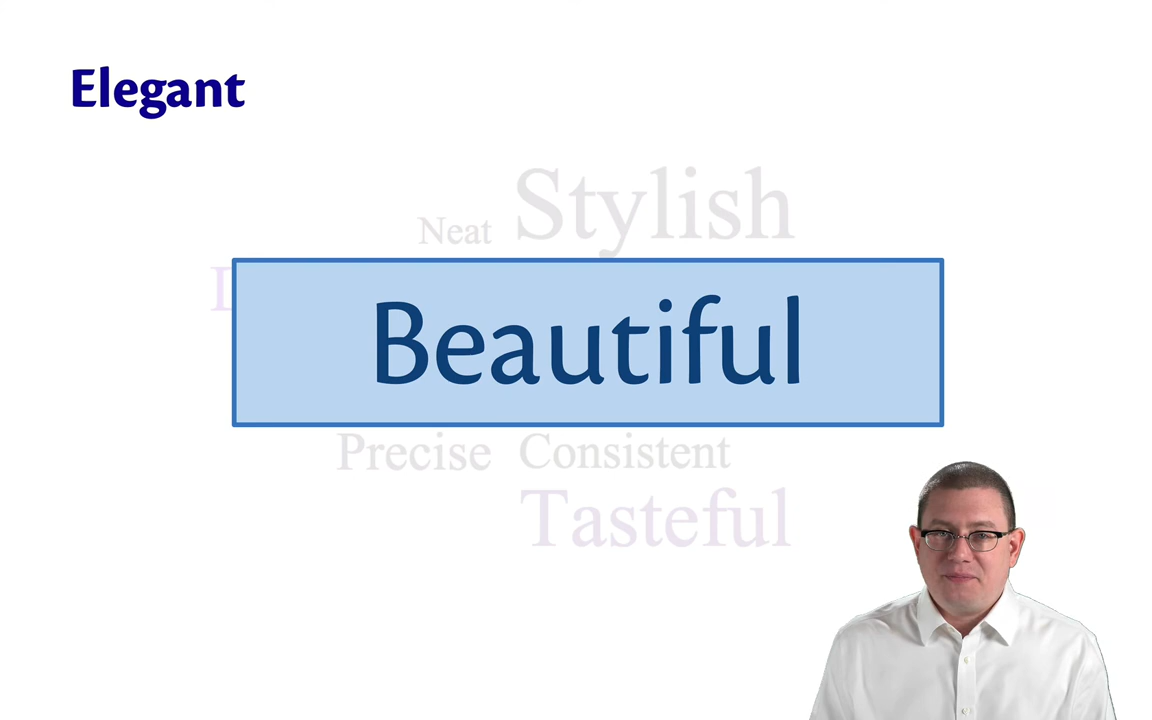 Elegant
Neat Stylish
Beautiful
Precise Consistent
Tasteful